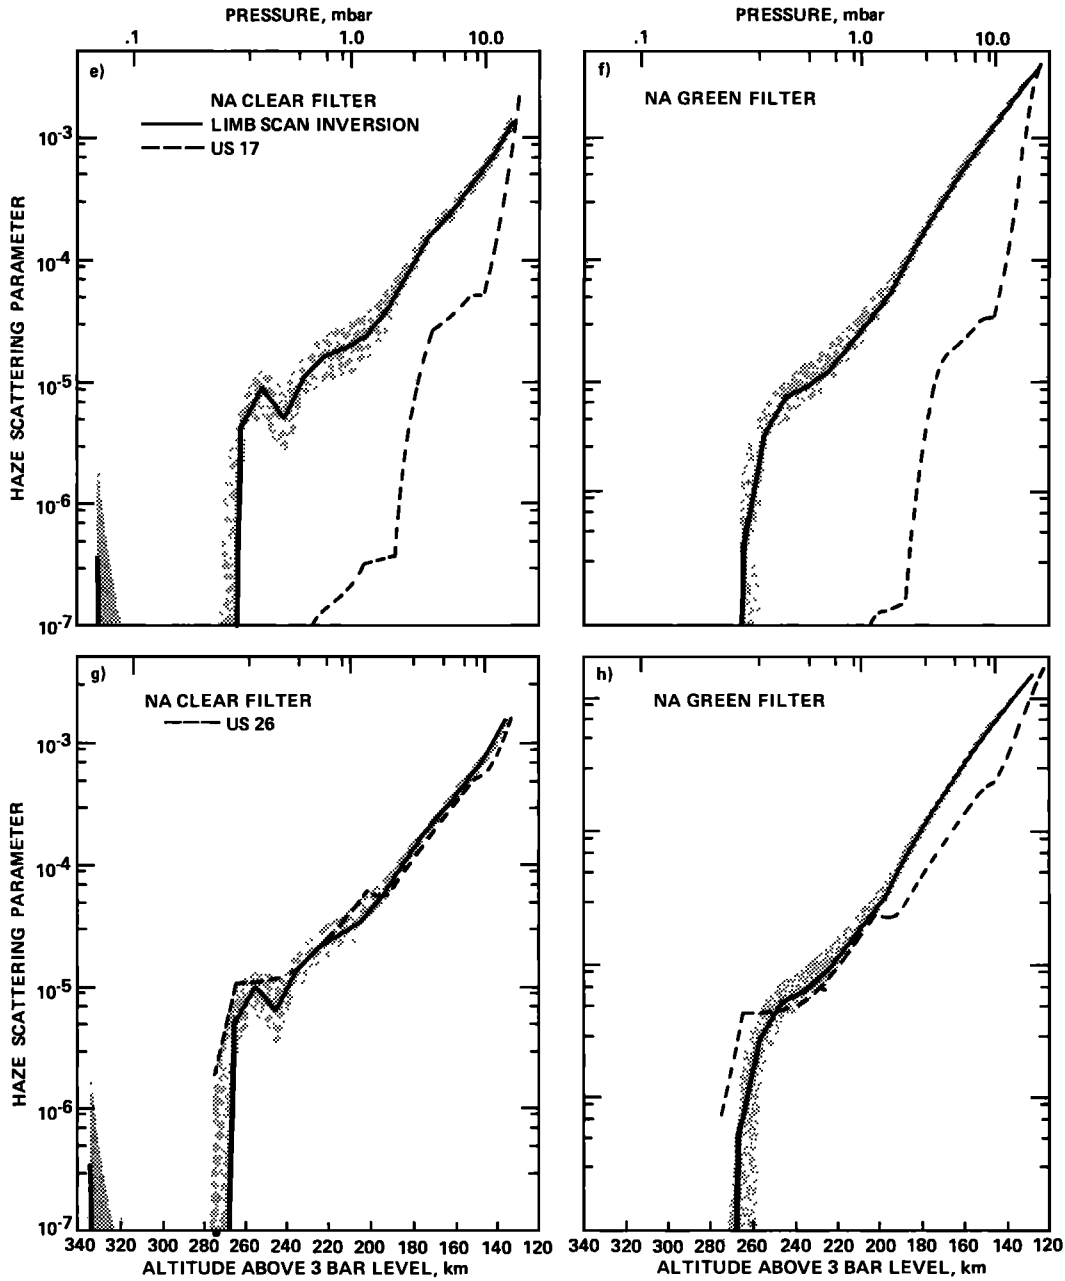 PRESSURE, mbar
PRESSURE, mbar
.1 1.0 10.0
.1 1.0 10.0
e)
NA CLEAR FILTER
LIMB SCAN INVERSION
US 17
f)
NA GREEN FILTER
HAZE SCATTERING PARAMETER
10-3
10-4
10-5
10-6
10-7
g)
NA CLEAR FILTER
US 26
h)
NA GREEN FILTER
HAZE SCATTERING PARAMETER
10-3
10-4
10-5
10-6
10-7
340 320 300 280 260 240 220 200 180 160 140 120
340 320 300 280 260 240 220 200 180 160 140 120
ALTITUDE ABOVE 3 BAR LEVEL, km
ALTITUDE ABOVE 3 BAR LEVEL, km